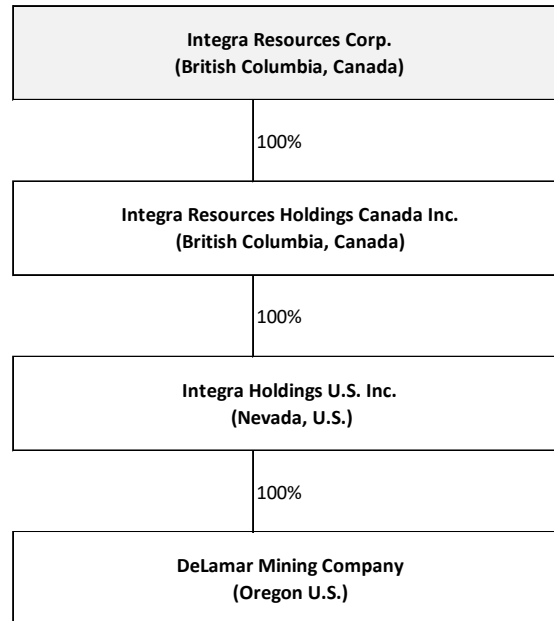 Integra Resources Corp.
(British Columbia, Canada)
100%
Integra Resources Holdings Canada Inc.
(British Columbia, Canada)
100%
Integra Holdings U.S. Inc.
(Nevada, U.S.)
100%
DeLamar Mining Company
(Oregon U.S.)